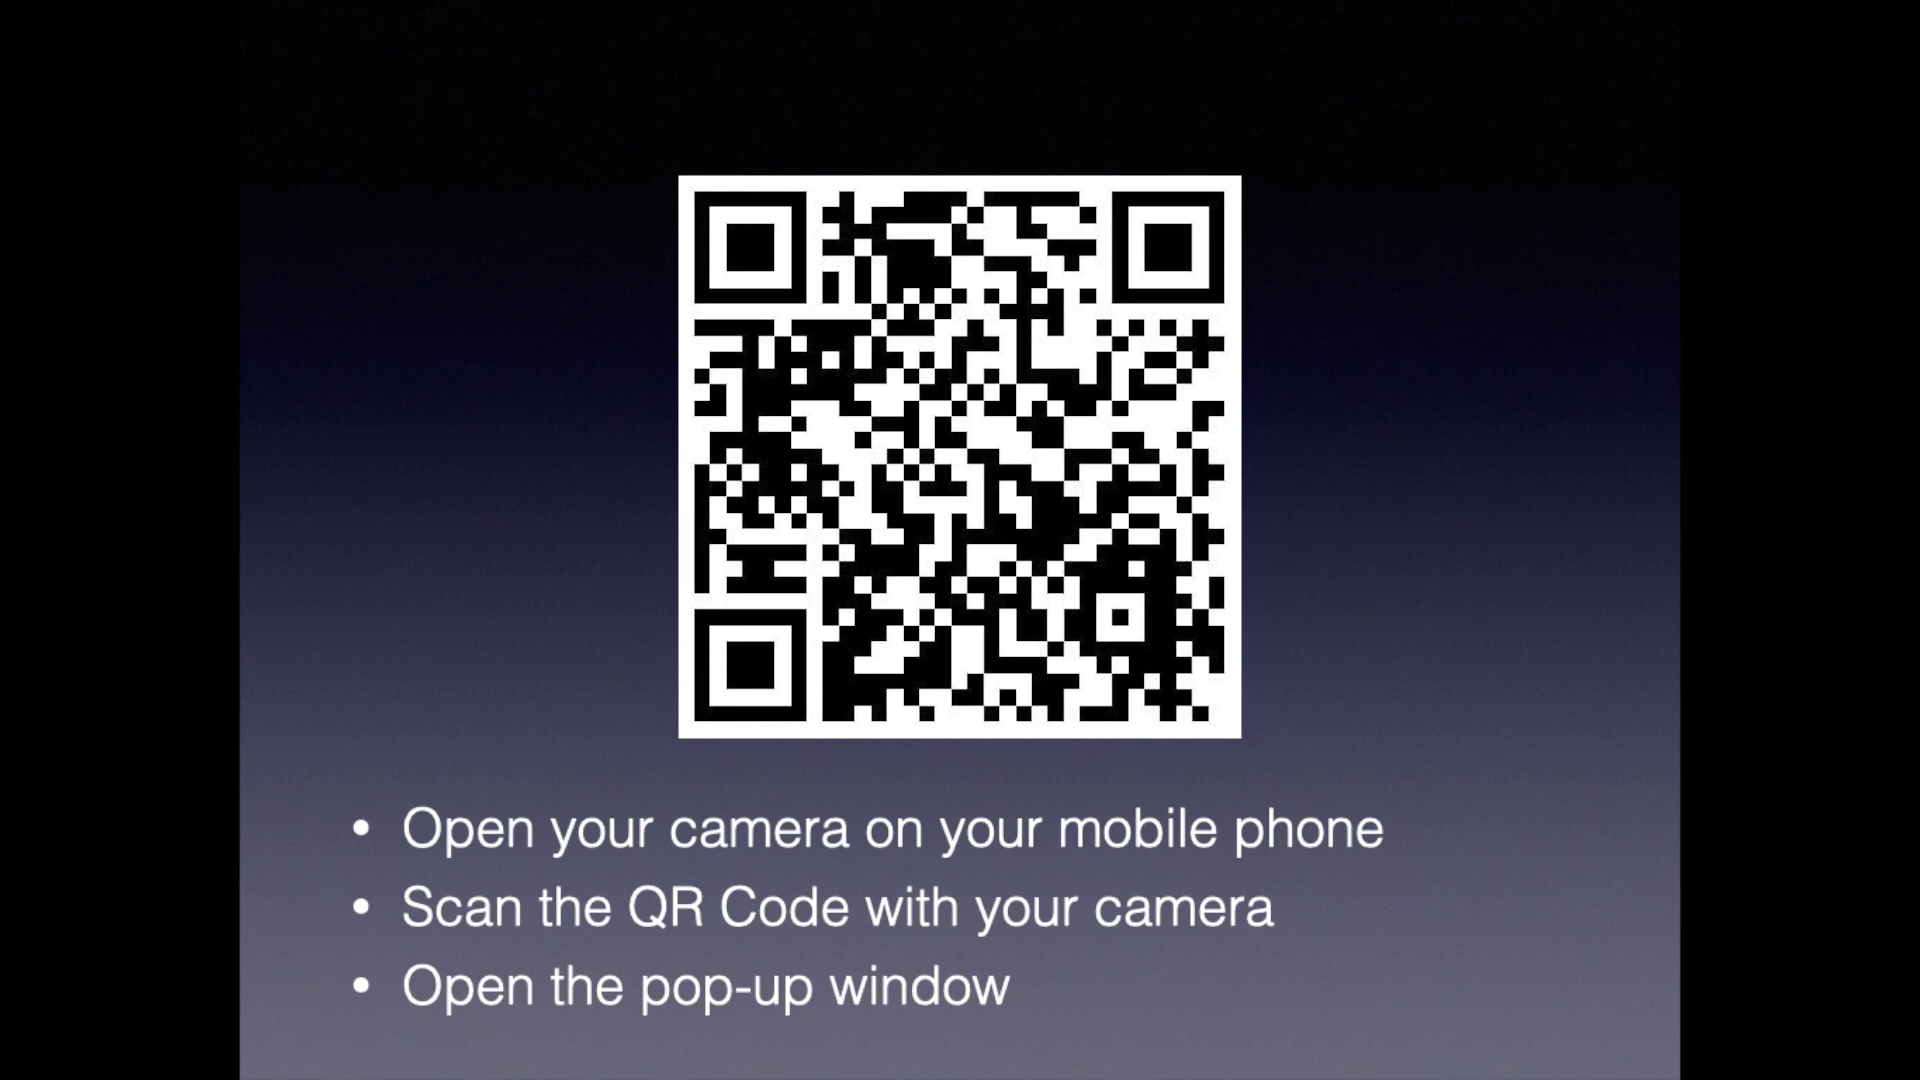 • Open your camera on your mobile phone
• Scan the QR Code with your camera
• Open the pop-up window